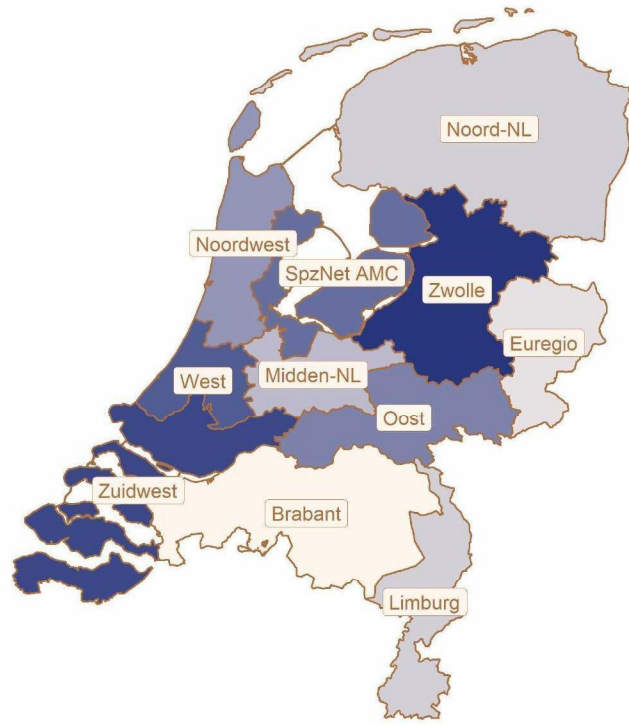 Noord-NL
Noordwest
SpzNet AMC
Zwolle
Euregio
West
Midden-NL
Oost
Zuidwest
Brabant
Limburg